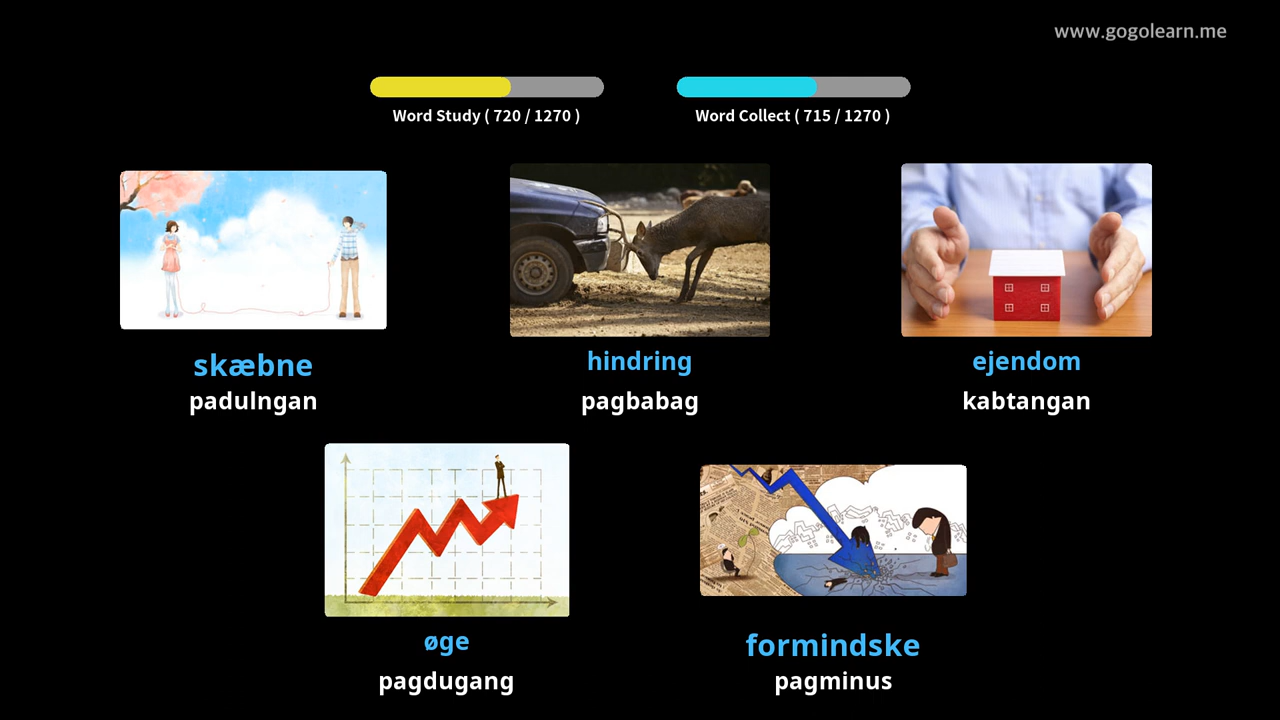 www.gogolearn.me
Word Study ( 720 / 1270 )
Word Collect ( 715 / 1270 )
skæbne
padulngan
hindring
pagbabag
ejendom
kabtangan
øge
pagdugang
formindske
pagminus